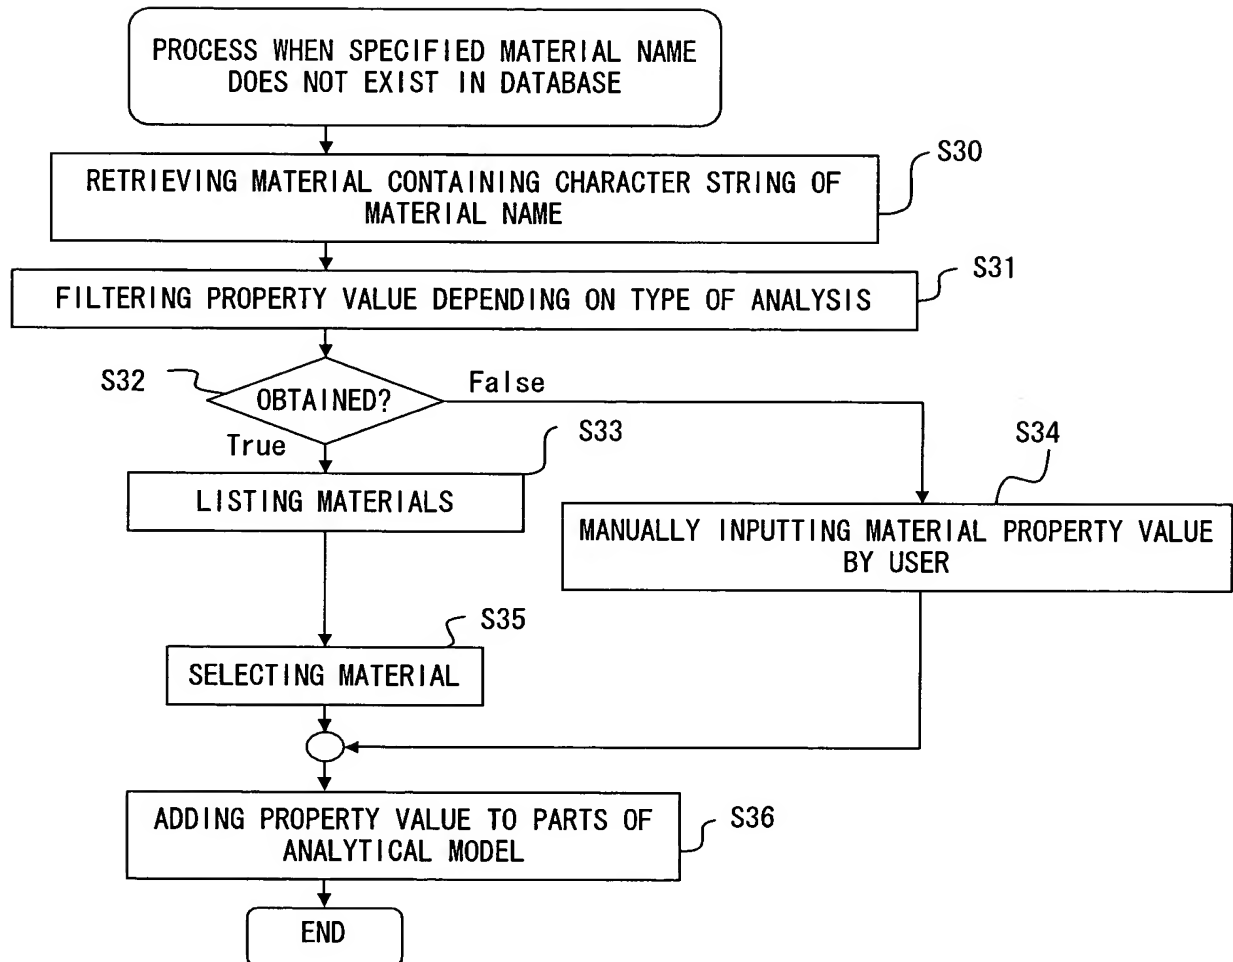 PROCESS WHEN SPECIFIED MATERIAL NAME
DOES NOT EXIST IN DATABASE
S30
RETRIEVING MATERIAL CONTAINING CHARACTER STRING OF
MATERIAL NAME
S31
FILTERING PROPERTY VALUE DEPENDING ON TYPE OF ANALYSIS
S32
OBTAINED?
False
True
S33
LISTING MATERIALS
S34
MANUALLY INPUTTING MATERIAL PROPERTY VALUE
BY USER
S35
SELECTING MATERIAL
ADDING PROPERTY VALUE TO PARTS OF
ANALYTICAL MODEL
S36
END